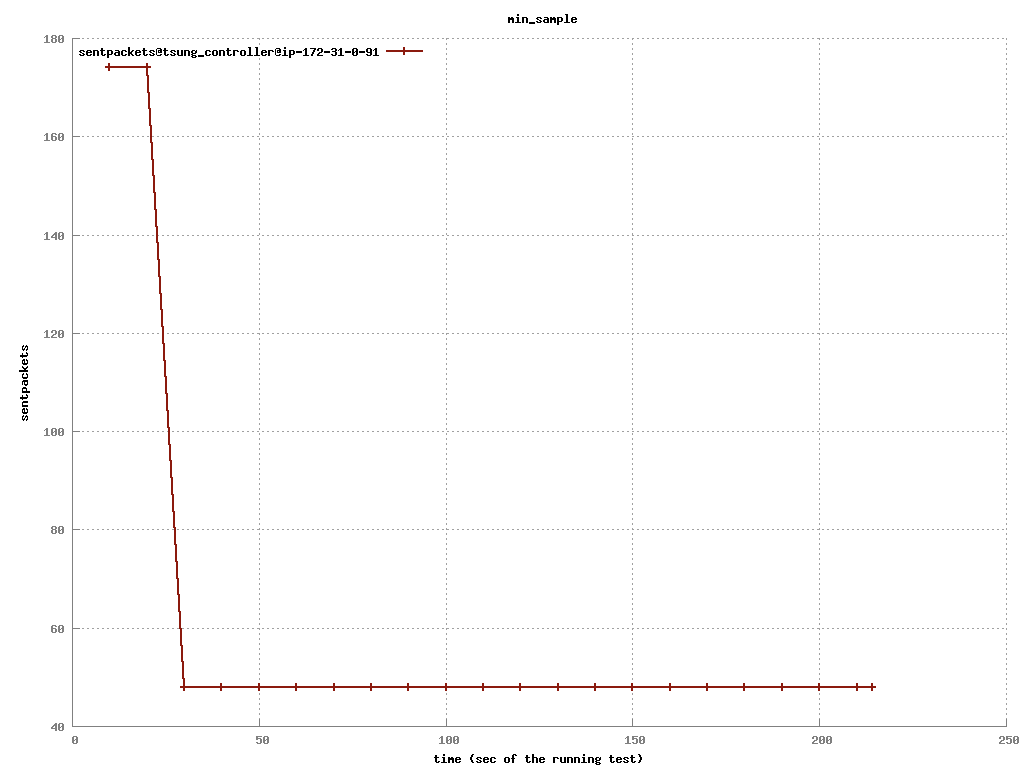 min_sample
180
sentpackets@tsung_controller@ip-172-31-0-91
160
140
120
sentpackets
100
80
60
40
0 50 100 150 200 250
time (sec of the running test)